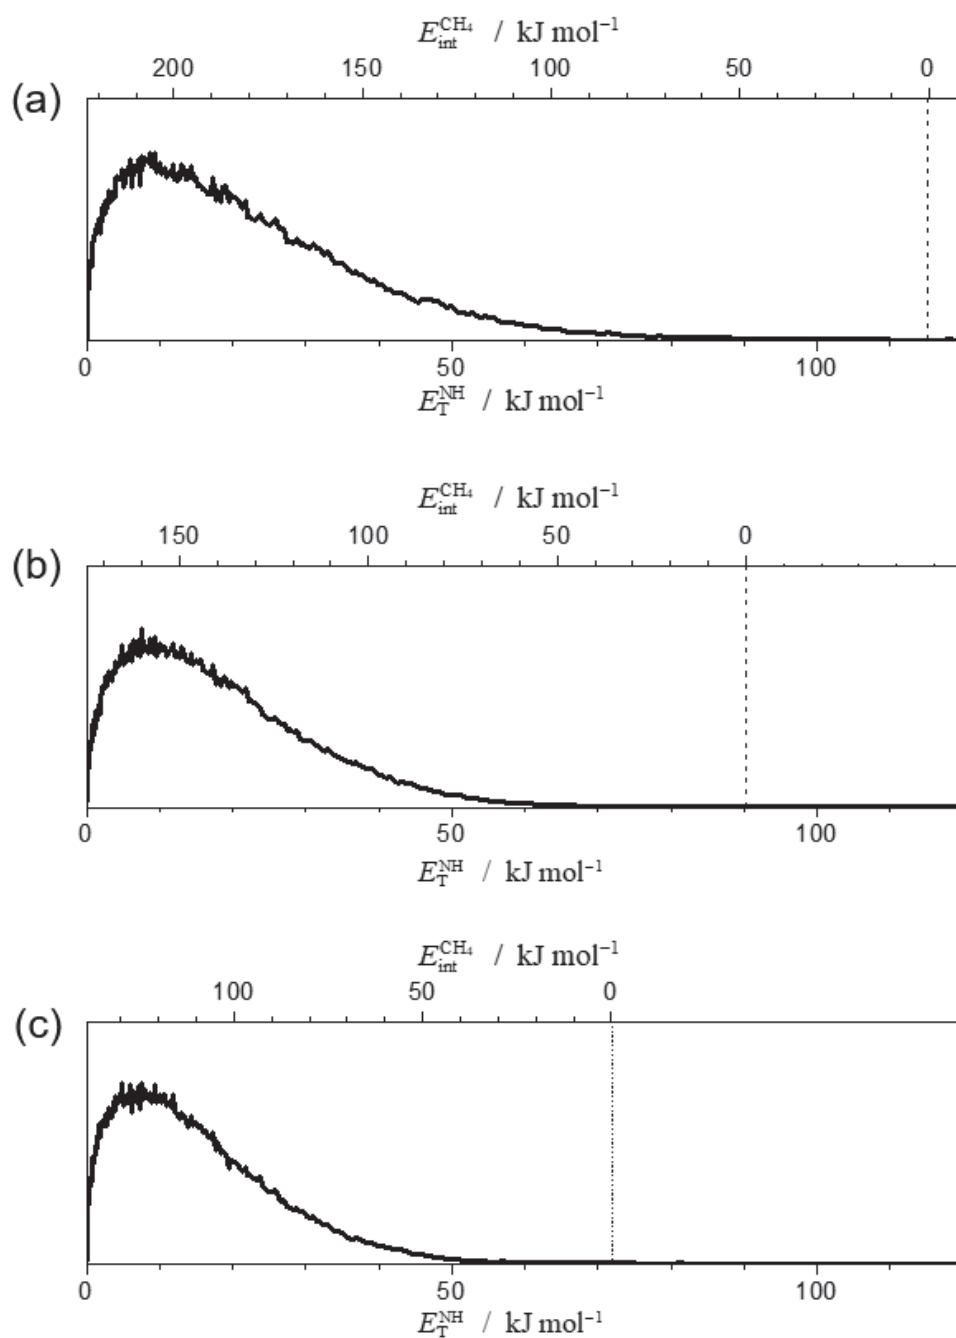 E_int^CH₄ / kJ mol⁻¹
200 150 100 50 0
(a)
0 50 100
E_T^NH / kJ mol⁻¹
E_int^CH₄ / kJ mol⁻¹
150 100 50 0
(b)
0 50 100
E_T^NH / kJ mol⁻¹
E_int^CH₄ / kJ mol⁻¹
100 50 0
(c)
0 50 100
E_T^NH / kJ mol⁻¹